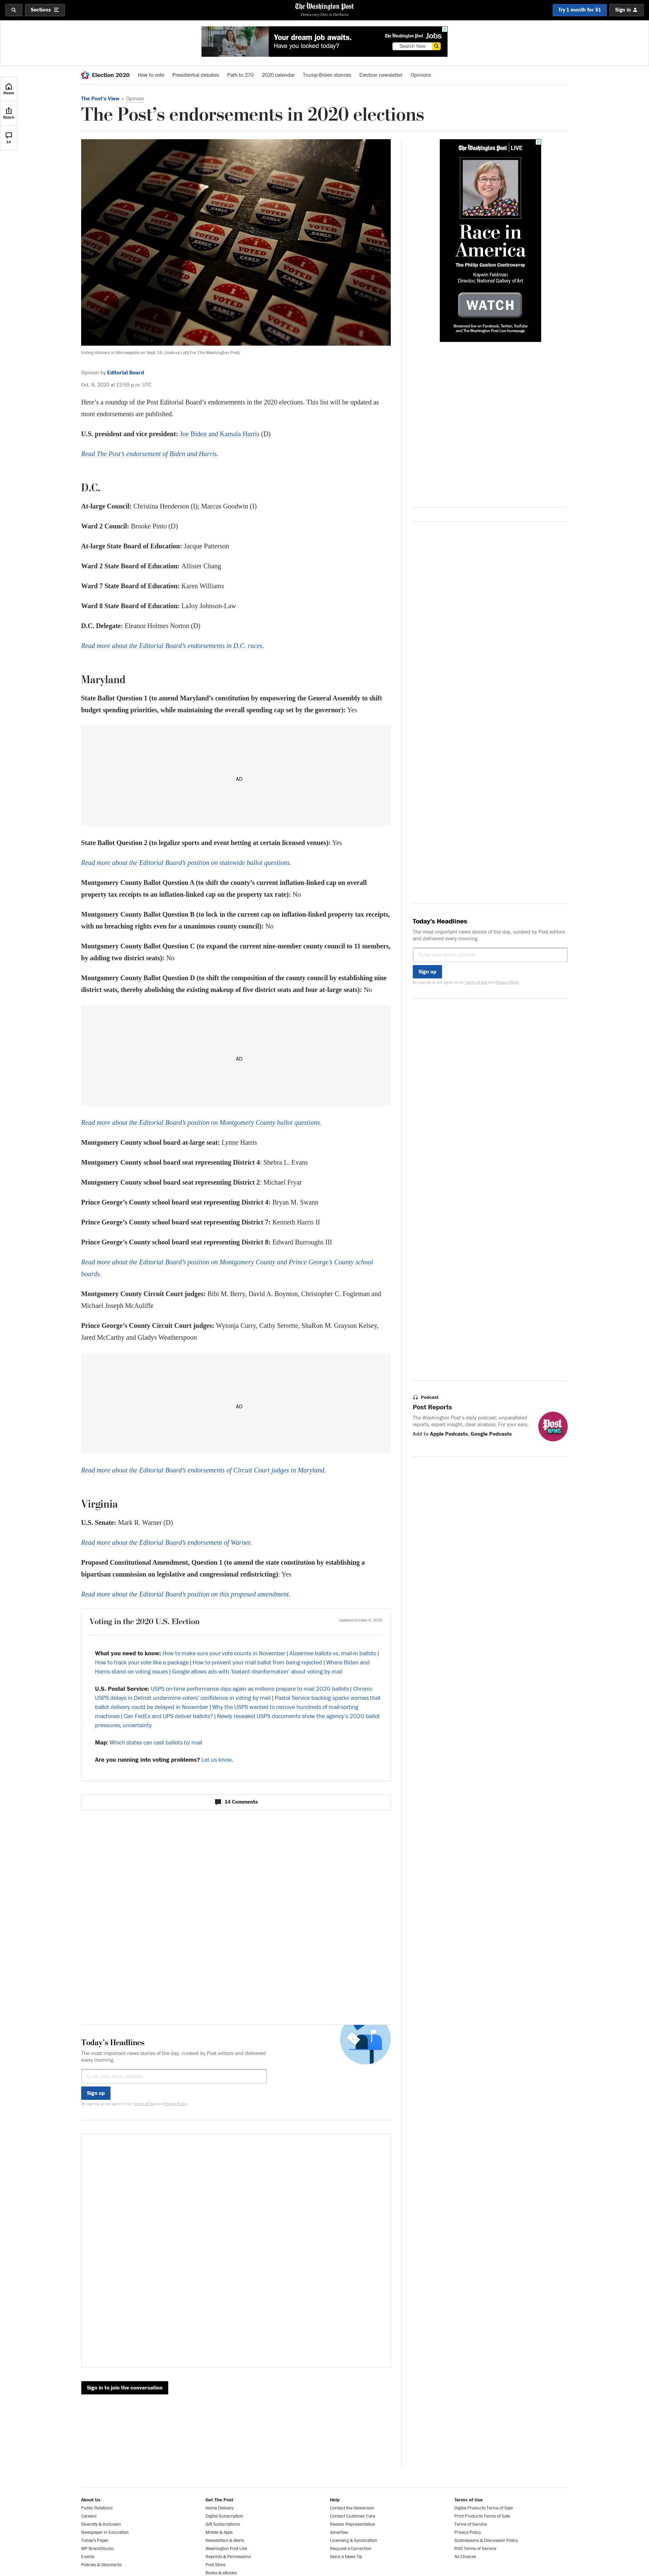 Sections
The Washington Post
Democracy Dies in Darkness
Try 1 month for $1
Sign in
Your dream job awaits.
Have you looked today?
The Washington Post Jobs
Search Now
Home
Share
14
Election 2020
How to vote
Presidential debates
Path to 270
2020 calendar
Trump-Biden stances
Election newsletter
Opinions
The Post's View • Opinion
The Post’s endorsements in 2020 elections
Voting stickers in Minneapolis on Sept. 19. (Joshua Lott/For The Washington Post)
Opinion by Editorial Board
Oct. 9, 2020 at 12:59 p.m. UTC
Here’s a roundup of the Post Editorial Board’s endorsements in the 2020 elections. This list will be updated as
more endorsements are published.
U.S. president and vice president: Joe Biden and Kamala Harris (D)
Read The Post’s endorsement of Biden and Harris.
D.C.
At-large Council: Christina Henderson (I); Marcus Goodwin (I)
Ward 2 Council: Brooke Pinto (D)
At-large State Board of Education: Jacque Patterson
Ward 2 State Board of Education: Allister Chang
Ward 7 State Board of Education: Karen Williams
Ward 8 State Board of Education: LaJoy Johnson-Law
D.C. Delegate: Eleanor Holmes Norton (D)
Read more about the Editorial Board’s endorsements in D.C. races.
Maryland
State Ballot Question 1 (to amend Maryland’s constitution by empowering the General Assembly to shift
budget spending priorities, while maintaining the overall spending cap set by the governor): Yes
AD
State Ballot Question 2 (to legalize sports and event betting at certain licensed venues): Yes
Read more about the Editorial Board’s position on statewide ballot questions.
Montgomery County Ballot Question A (to shift the county’s current inflation-linked cap on overall
property tax receipts to an inflation-linked cap on the property tax rate): No
Montgomery County Ballot Question B (to lock in the current cap on inflation-linked property tax receipts,
with no breaching rights even for a unanimous county council): No
Montgomery County Ballot Question C (to expand the current nine-member county council to 11 members,
by adding two district seats): No
Montgomery County Ballot Question D (to shift the composition of the county council by establishing nine
district seats, thereby abolishing the existing makeup of five district seats and four at-large seats): No
AD
Read more about the Editorial Board’s position on Montgomery County ballot questions.
Montgomery County school board at-large seat: Lynne Harris
Montgomery County school board seat representing District 4: Shebra L. Evans
Montgomery County school board seat representing District 2: Michael Fryar
Prince George’s County school board seat representing District 4: Bryan M. Swann
Prince George’s County school board seat representing District 7: Kenneth Harris II
Prince George’s County school board seat representing District 8: Edward Burroughs III
Read more about the Editorial Board’s position on Montgomery County and Prince George’s County school
boards.
Montgomery County Circuit Court judges: Bibi M. Berry, David A. Boynton, Christopher C. Fogleman and
Michael Joseph McAuliffe
Prince George’s County Circuit Court judges: Wytonja Curry, Cathy Serrette, ShaRon M. Grayson Kelsey,
Jared McCarthy and Gladys Weatherspoon
AD
Read more about the Editorial Board’s endorsements of Circuit Court judges in Maryland.
Virginia
U.S. Senate: Mark R. Warner (D)
Read more about the Editorial Board’s endorsement of Warner.
Proposed Constitutional Amendment, Question 1 (to amend the state constitution by establishing a
bipartisan commission on legislative and congressional redistricting): Yes
Read more about the Editorial Board’s position on this proposed amendment.
Voting in the 2020 U.S. Election
Updated October 9, 2020
What you need to know: How to make sure your vote counts in November | Absentee ballots vs. mail-in ballots |
How to track your vote like a package | How to prevent your mail ballot from being rejected | Where Biden and
Harris stand on voting issues | Google allows ads with ‘blatant disinformation’ about voting by mail
U.S. Postal Service: USPS on-time performance dips again as millions prepare to mail 2020 ballots | Chronic
USPS delays in Detroit undermine voters’ confidence in voting by mail | Postal Service backlog sparks worries that
ballot delivery could be delayed in November | Why the USPS wanted to remove hundreds of mail-sorting
machines | Can FedEx and UPS deliver ballots? | Newly revealed USPS documents show the agency’s 2020 ballot
pressures, uncertainty
Map: Which states can cast ballots by mail
Are you running into voting problems? Let us know.
14 Comments
Today’s Headlines
The most important news stories of the day, curated by Post editors and delivered
every morning.
Enter your email address
Sign up
By signing up you agree to our Terms of Use and Privacy Policy
Sign in to join the conversation
The Washington Post LIVE
Race in
America
The Philip Guston Controversy
Kaywin Feldman
Director, National Gallery of Art
WATCH
Streamed live on Facebook, Twitter, YouTube
and The Washington Post Live homepage
Today’s Headlines
The most important news stories of the day, curated by Post editors
and delivered every morning.
Enter your email address
Sign up
By signing up you agree to our Terms of Use and Privacy Policy
Podcast
Post Reports
The Washington Post’s daily podcast: unparalleled
reports, expert insight, clear analysis. For your ears.
Add to Apple Podcasts, Google Podcasts
Post
REPORTS
About Us
Public Relations
Careers
Diversity & Inclusion
Newspaper in Education
Today's Paper
WP BrandStudio
Events
Policies & Standards
Get The Post
Home Delivery
Digital Subscription
Gift Subscriptions
Mobile & Apps
Newsletters & Alerts
Washington Post Live
Reprints & Permissions
Post Store
Books & eBooks
Help
Contact the Newsroom
Contact Customer Care
Reader Representative
Advertise
Licensing & Syndication
Request a Correction
Send a News Tip
Terms of Use
Digital Products Terms of Sale
Print Products Terms of Sale
Terms of Service
Privacy Policy
Submissions & Discussion Policy
RSS Terms of Service
Ad Choices